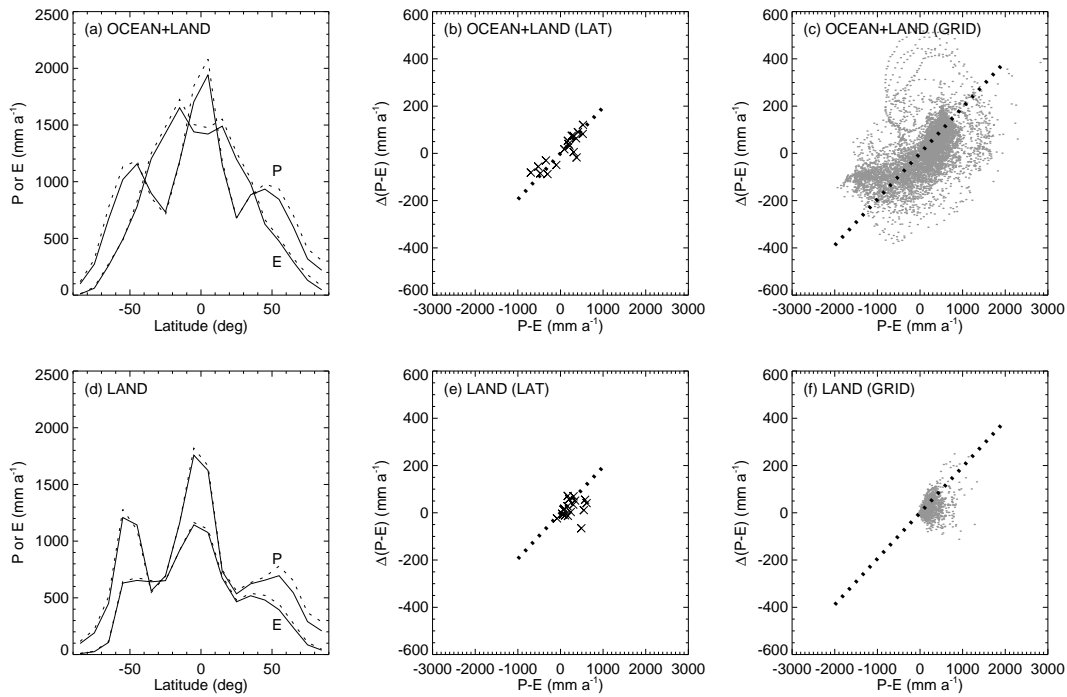 (a) OCEAN+LAND
P or E (mm a-1)
2500
2000
1500
1000
500
0
P
E
-50 0 50
Latitude (deg)
(b) OCEAN+LAND (LAT)
Δ(P-E) (mm a-1)
600
400
200
0
-200
-400
-600
-3000 -2000 -1000 0 1000 2000 3000
P-E (mm a-1)
(c) OCEAN+LAND (GRID)
Δ(P-E) (mm a-1)
600
400
200
0
-200
-400
-600
-3000 -2000 -1000 0 1000 2000 3000
P-E (mm a-1)
(d) LAND
P or E (mm a-1)
2500
2000
1500
1000
500
0
P
E
-50 0 50
Latitude (deg)
(e) LAND (LAT)
Δ(P-E) (mm a-1)
600
400
200
0
-200
-400
-600
-3000 -2000 -1000 0 1000 2000 3000
P-E (mm a-1)
(f) LAND (GRID)
Δ(P-E) (mm a-1)
600
400
200
0
-200
-400
-600
-3000 -2000 -1000 0 1000 2000 3000
P-E (mm a-1)